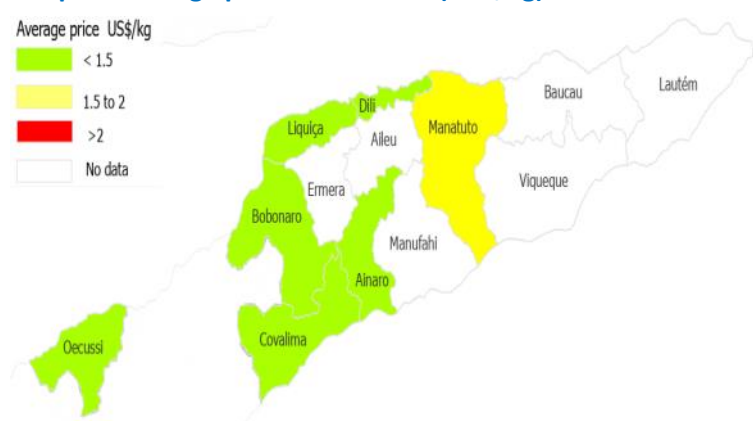 Average price US$/kg
< 1.5
1.5 to 2
>2
No data
Lautém
Baucau
Dili
Manatuto
Liquiça
Aileu
Viqueque
Ermera
Bobonaro
Manufahi
Ainaro
Covalima
Oecussi